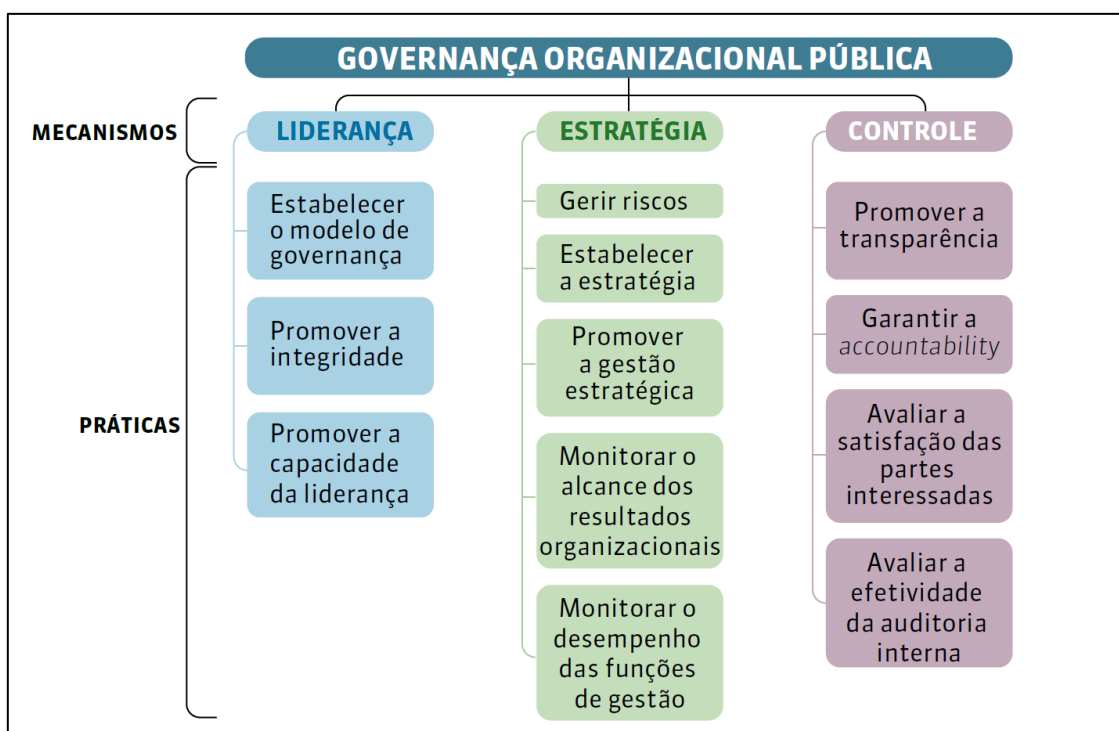 GOVERNANÇA ORGANIZACIONAL PÚBLICA
MECANISMOS
LIDERANÇA
ESTRATÉGIA
CONTROLE
PRÁTICAS
Estabelecer
o modelo de
governança
Promover a
integridade
Promover a
capacidade
da liderança
Gerir riscos
Estabelecer
a estratégia
Promover
a gestão
estratégica
Monitorar o
alcance dos
resultados
organizacionais
Monitorar o
desempenho
das funções
de gestão
Promover a
transparência
Garantir a
accountability
Avaliar a
satisfação das
partes
interessadas
Avaliar a
efetividade
da auditoria
interna